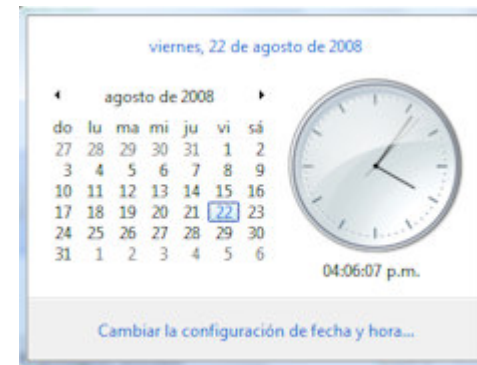 viernes, 22 de agosto de 2008
agosto de 2008
do lu ma mi ju vi sá
27 28 29 30 31 1 2
3 4 5 6 7 8 9
10 11 12 13 14 15 16
17 18 19 20 21 22 23
24 25 26 27 28 29 30
31 1 2 3 4 5 6
04:06:07 p.m.
Cambiar la configuración de fecha y hora...